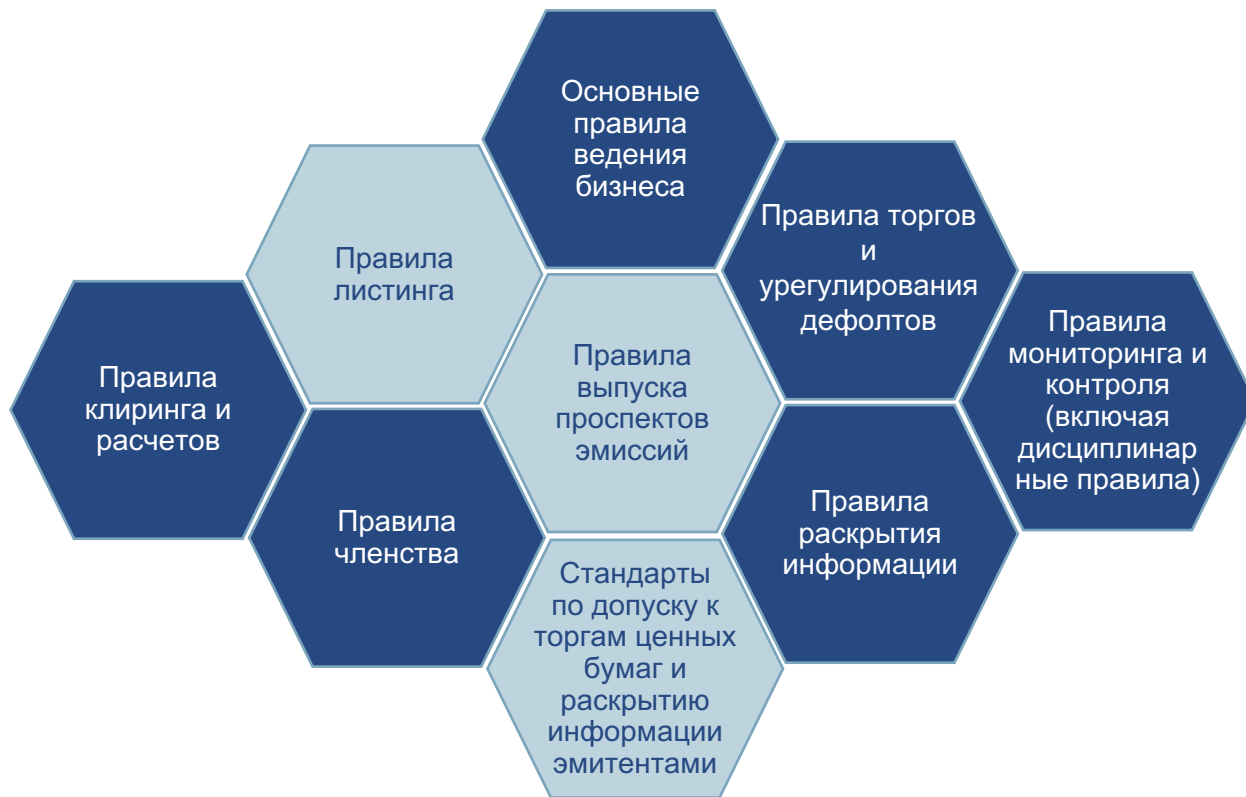 Основные
правила
ведения
бизнеса
Правила
листинга
Правила торгов
и
урегулирования
дефолтов
Правила
клиринга и
расчетов
Правила
выпуска
проспектов
эмиссий
Правила
мониторинга и
контроля
(включая
дисциплинар
ные правила)
Правила
членства
Правила
раскрытия
информации
Стандарты
по допуску к
торгам ценных
бумаг и
раскрытию
информации
эмитентами